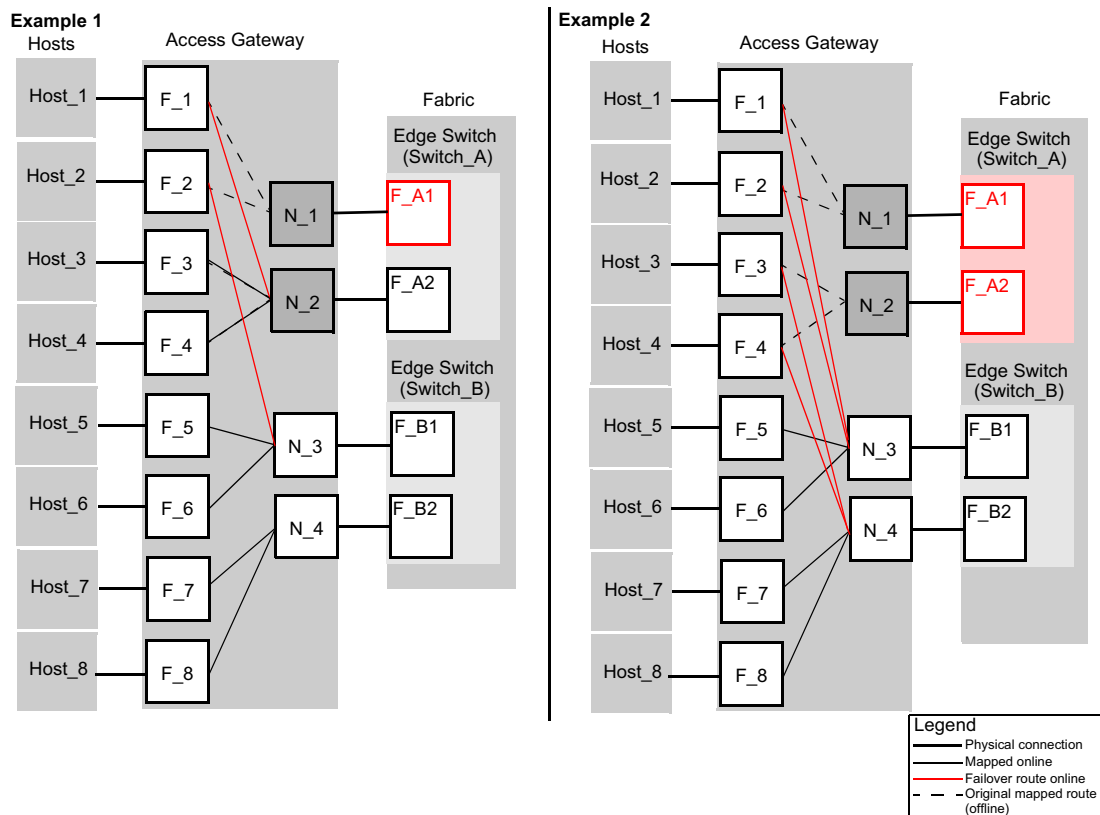 Example 1
Hosts
Access Gateway
Fabric
Host_1
Host_2
Host_3
Host_4
Host_5
Host_6
Host_7
Host_8
F_1
F_2
F_3
F_4
F_5
F_6
F_7
F_8
N_1
N_2
N_3
N_4
Edge Switch
(Switch_A)
F_A1
F_A2
Edge Switch
(Switch_B)
F_B1
F_B2
Example 2
Hosts
Access Gateway
Fabric
Host_1
Host_2
Host_3
Host_4
Host_5
Host_6
Host_7
Host_8
F_1
F_2
F_3
F_4
F_5
F_6
F_7
F_8
N_1
N_2
N_3
N_4
Edge Switch
(Switch_A)
F_A1
F_A2
Edge Switch
(Switch_B)
F_B1
F_B2
Legend
Physical connection
Mapped online
Failover route online
Original mapped route
(offline)